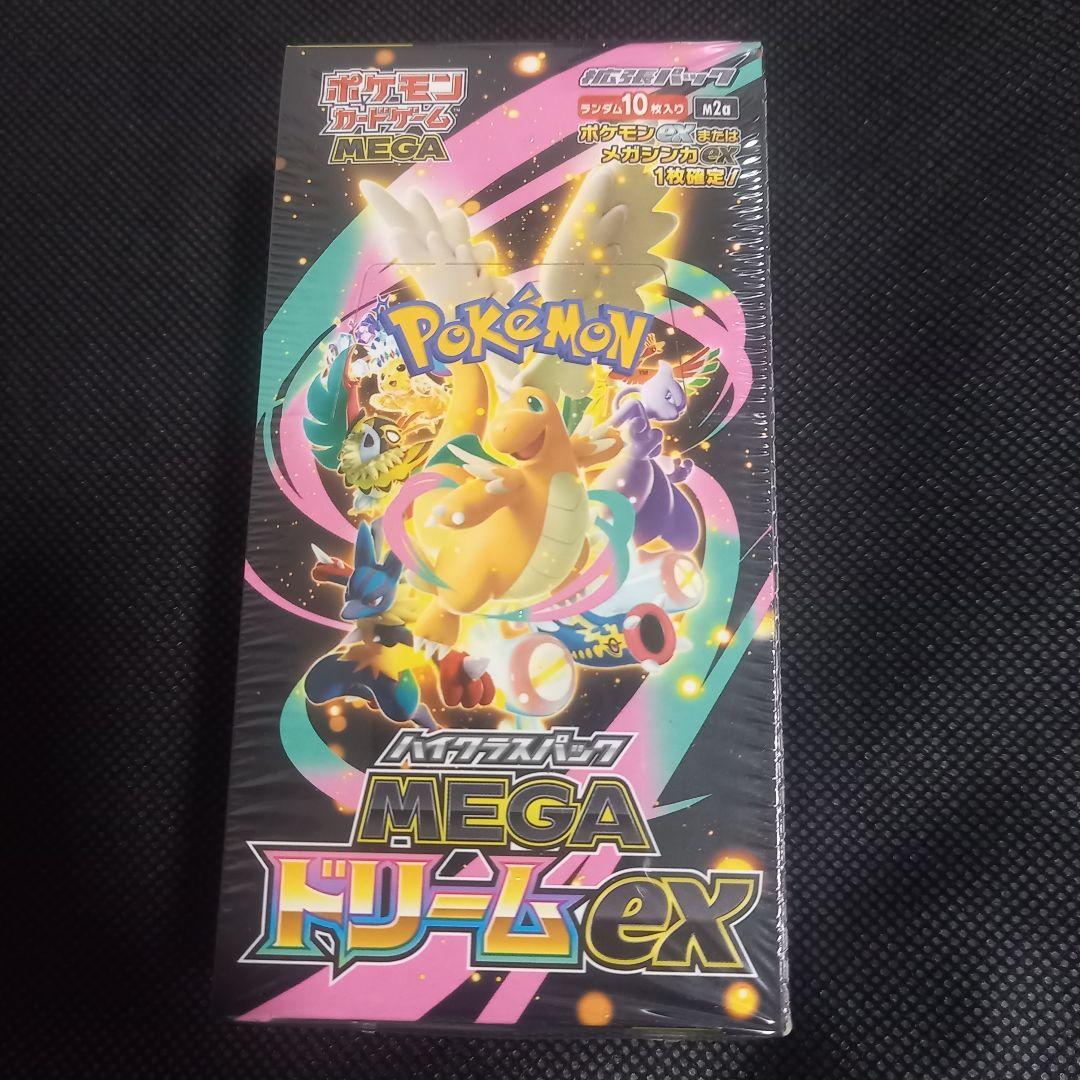 ポケモン
カードゲーム
MEGA
拡張パック
ランダム10枚入り M2a
ポケモンexまたは
メガシンカex
1枚確定!
POKÉMON
ハイクラスパック
MEGA
ドリームex